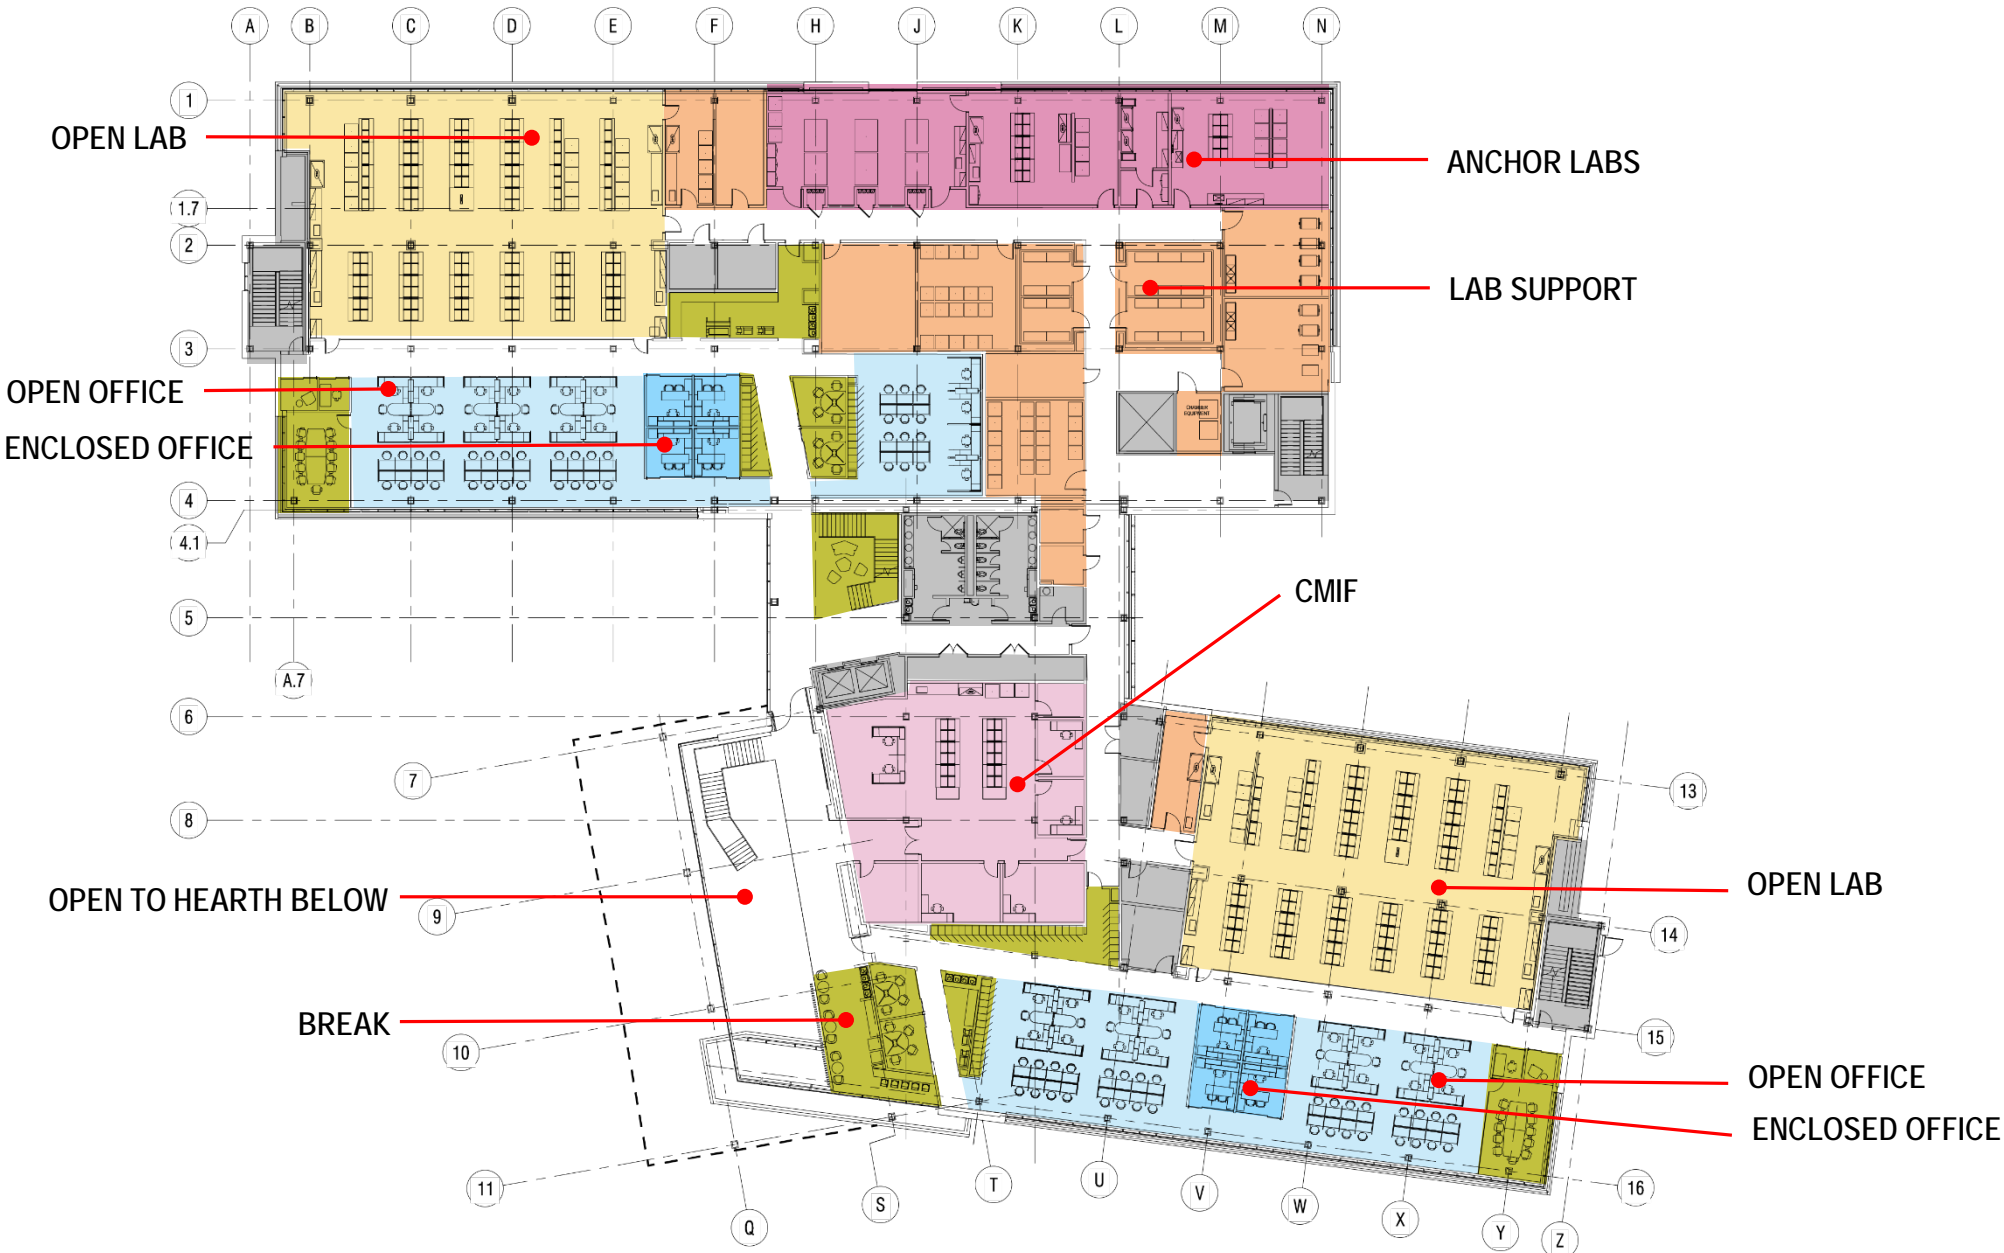 A B C D E F H J K L M N
1
OPEN LAB
ANCHOR LABS
1.7
2
LAB SUPPORT
3
OPEN OFFICE
CHAMBER
EQUIPMENT
ENCLOSED OFFICE
4
4.1
CMIF
5
A.7
6
7
13
8
OPEN LAB
OPEN TO HEARTH BELOW
9
14
BREAK
15
10
OPEN OFFICE
ENCLOSED OFFICE
11
T U V W X Y Z
16
S
Q